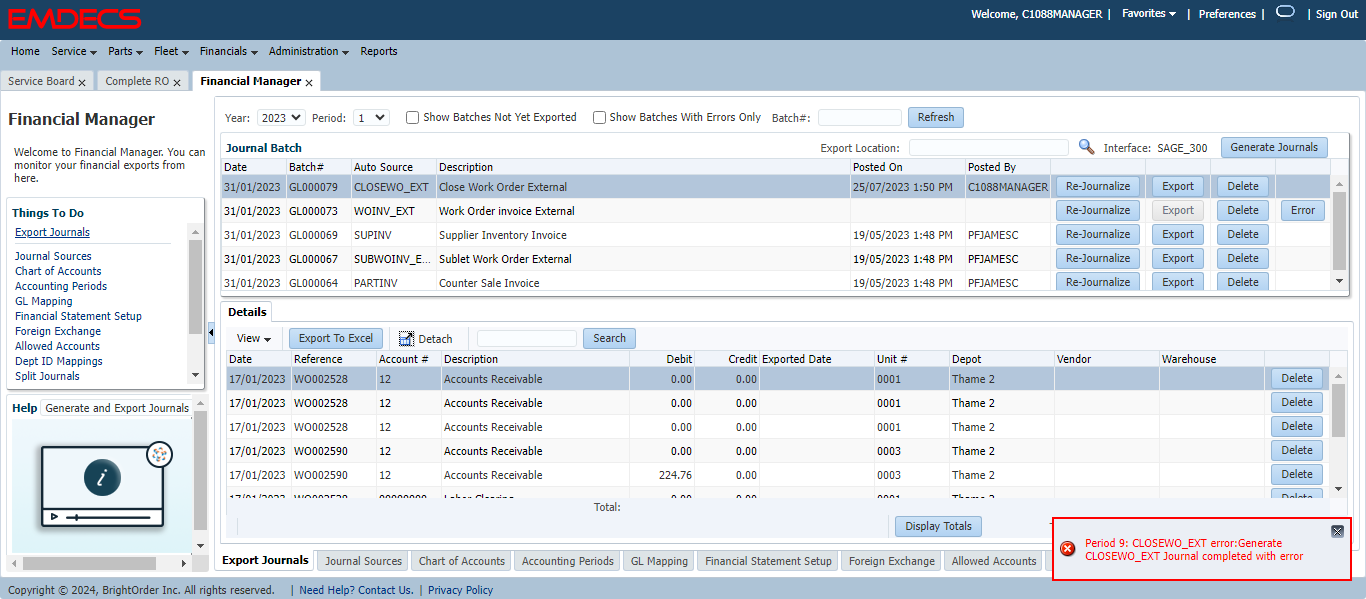 EMDECS
Welcome, C1088MANAGER | Favorites | Preferences | | Sign Out
Home Service Parts Fleet Financials Administration Reports
Service Board x Complete RO x Financial Manager x
Financial Manager
Welcome to Financial Manager. You can
monitor your financial exports from
here.
Things To Do
Export Journals
Journal Sources
Chart of Accounts
Accounting Periods
GL Mapping
Financial Statement Setup
Foreign Exchange
Allowed Accounts
Dept ID Mappings
Split Journals
Help Generate and Export Journals
i
Year: 2023 Period: 1 Show Batches Not Yet Exported Show Batches With Errors Only Batch#: Refresh
Journal Batch Export Location: Interface: SAGE_300 Generate Journals
Date Batch# Auto Source Description Posted On Posted By
31/01/2023 GL000079 CLOSEWO_EXT Close Work Order External 25/07/2023 1:50 PM C1088MANAGER Re-Journalize Export Delete
31/01/2023 GL000073 WOINV_EXT Work Order invoice External Re-Journalize Export Delete Error
31/01/2023 GL000069 SUPINV Supplier Inventory Invoice 19/05/2023 1:48 PM PFJAMESC Re-Journalize Export Delete
31/01/2023 GL000067 SUBWOINV_E... Sublet Work Order External 19/05/2023 1:48 PM PFJAMESC Re-Journalize Export Delete
31/01/2023 GL000064 PARTINV Counter Sale Invoice 19/05/2023 1:48 PM PFJAMESC Re-Journalize Export Delete
Details
View Export To Excel Detach Search
Date Reference Account # Description Debit Credit Exported Date Unit # Depot Vendor Warehouse
17/01/2023 WO002528 12 Accounts Receivable 0.00 0.00 0001 Thame 2 Delete
17/01/2023 WO002528 12 Accounts Receivable 0.00 0.00 0001 Thame 2 Delete
17/01/2023 WO002528 12 Accounts Receivable 0.00 0.00 0001 Thame 2 Delete
17/01/2023 WO002590 12 Accounts Receivable 0.00 0.00 0003 Thame 2 Delete
17/01/2023 WO002590 12 Accounts Receivable 224.76 0.00 0003 Thame 2 Delete
17/01/2023 Labor Clearing 0.00 0.00 0001 Thame 2 Delete
Total:
Display Totals
Period 9: CLOSEWO_EXT error:Generate
CLOSEWO_EXT Journal completed with error
Export Journals Journal Sources Chart of Accounts Accounting Periods GL Mapping Financial Statement Setup Foreign Exchange Allowed Accounts
Copyright © 2024, BrightOrder Inc. All rights reserved. | Need Help? Contact Us. | Privacy Policy